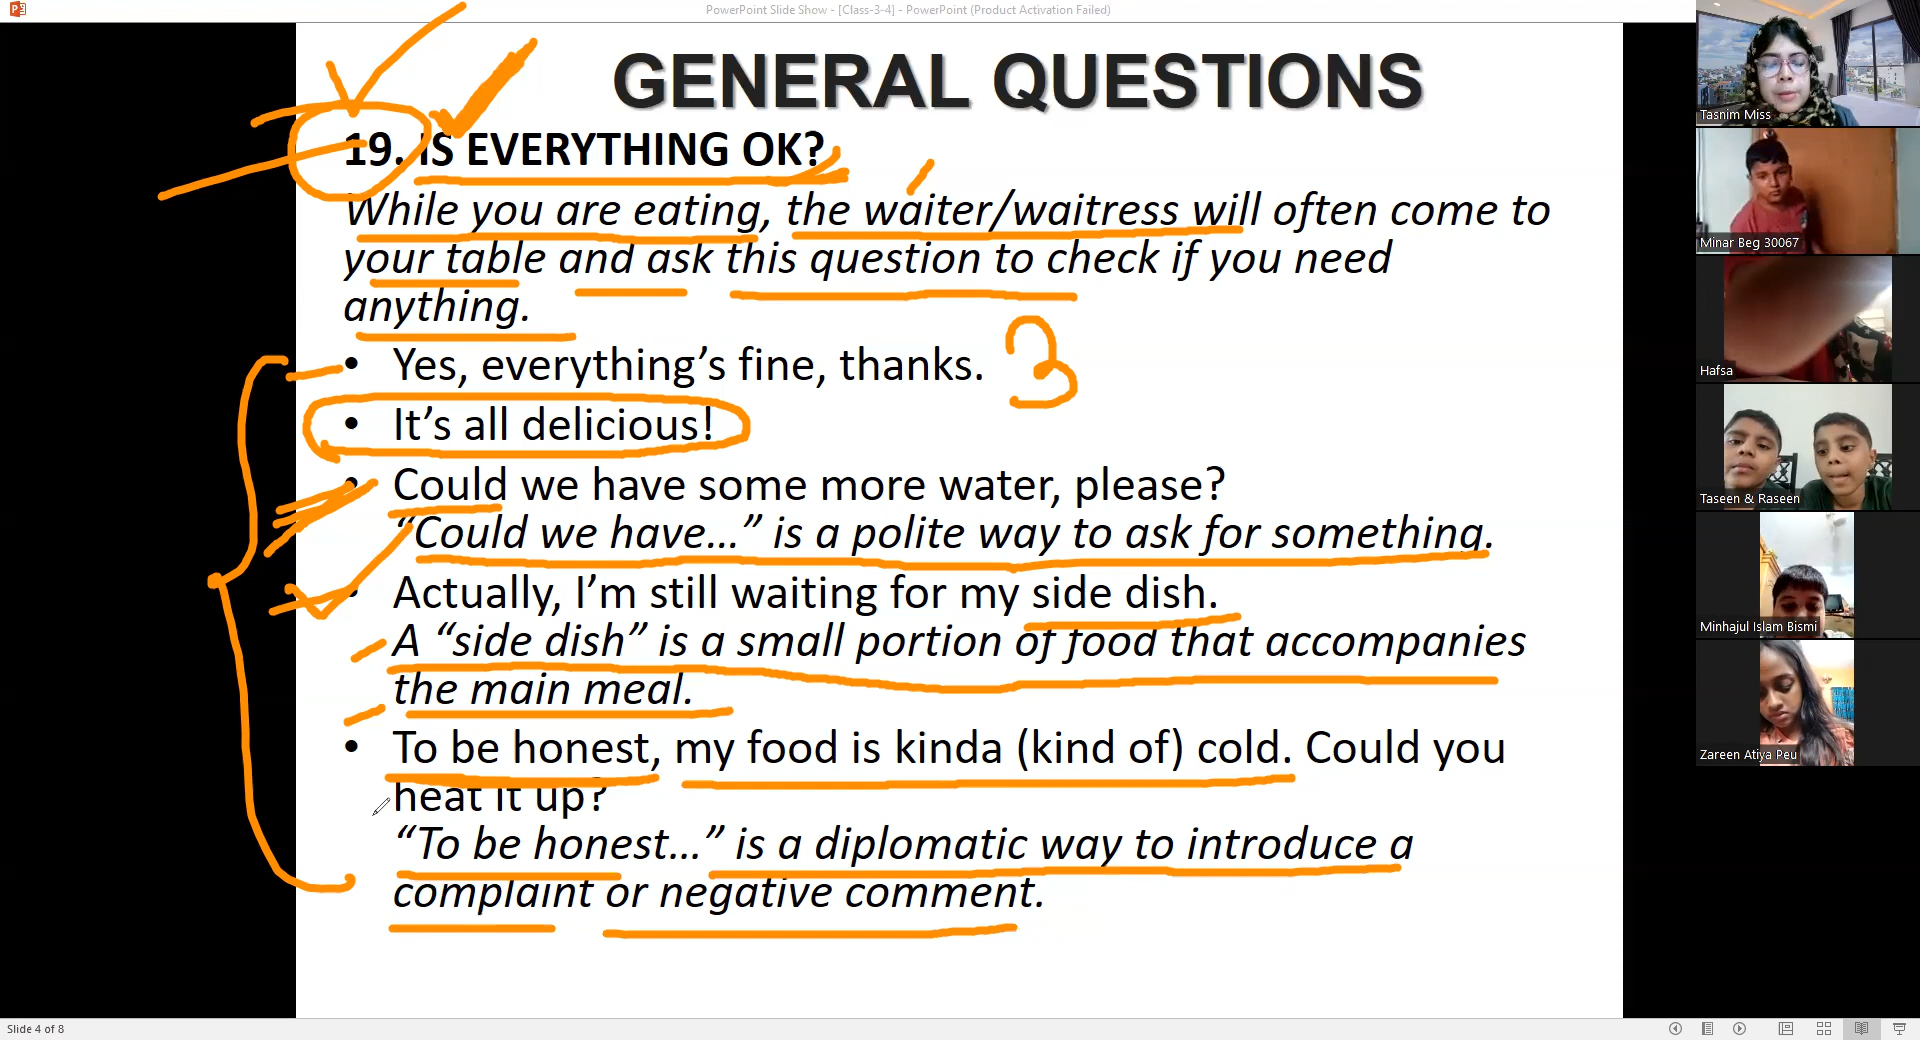 PowerPoint Slide Show - [Class-3-4] - PowerPoint (Product Activation Failed)
GENERAL QUESTIONS
19. IS EVERYTHING OK?
While you are eating, the waiter/waitress will often come to
your table and ask this question to check if you need
anything.
• Yes, everything’s fine, thanks.
3
• It’s all delicious!
• Could we have some more water, please?
“Could we have…” is a polite way to ask for something.
• Actually, I’m still waiting for my side dish.
A “side dish” is a small portion of food that accompanies
the main meal.
• To be honest, my food is kinda (kind of) cold. Could you
heat it up?
“To be honest…” is a diplomatic way to introduce a
complaint or negative comment.
Tasnim Miss
Minar Beg 30067
Hafsa
Taseen & Raseen
Minhajul Islam Bismi
Zareen Atiya Peu
Slide 4 of 8